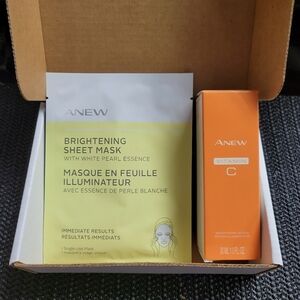 ANEW
BRIGHTENING
SHEET MASK
WITH WHITE PEARL ESSENCE
MASQUE EN FEUILLE
ILLUMINATEUR
AVEC ESSENCE DE PERLE BLANCHE
IMMEDIATE RESULTS
RÉSULTATS IMMÉDIATS
ANEW
VITAMIN
C